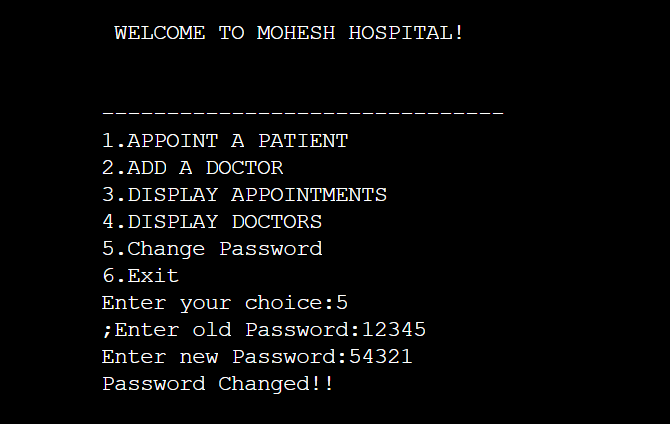 WELCOME TO MOHESH HOSPITAL!
-------------------------------
1.APPOINT A PATIENT
2.ADD A DOCTOR
3.DISPLAY APPOINTMENTS
4.DISPLAY DOCTORS
5.Change Password
6.Exit
Enter your choice:5
;Enter old Password:12345
Enter new Password:54321
Password Changed!!